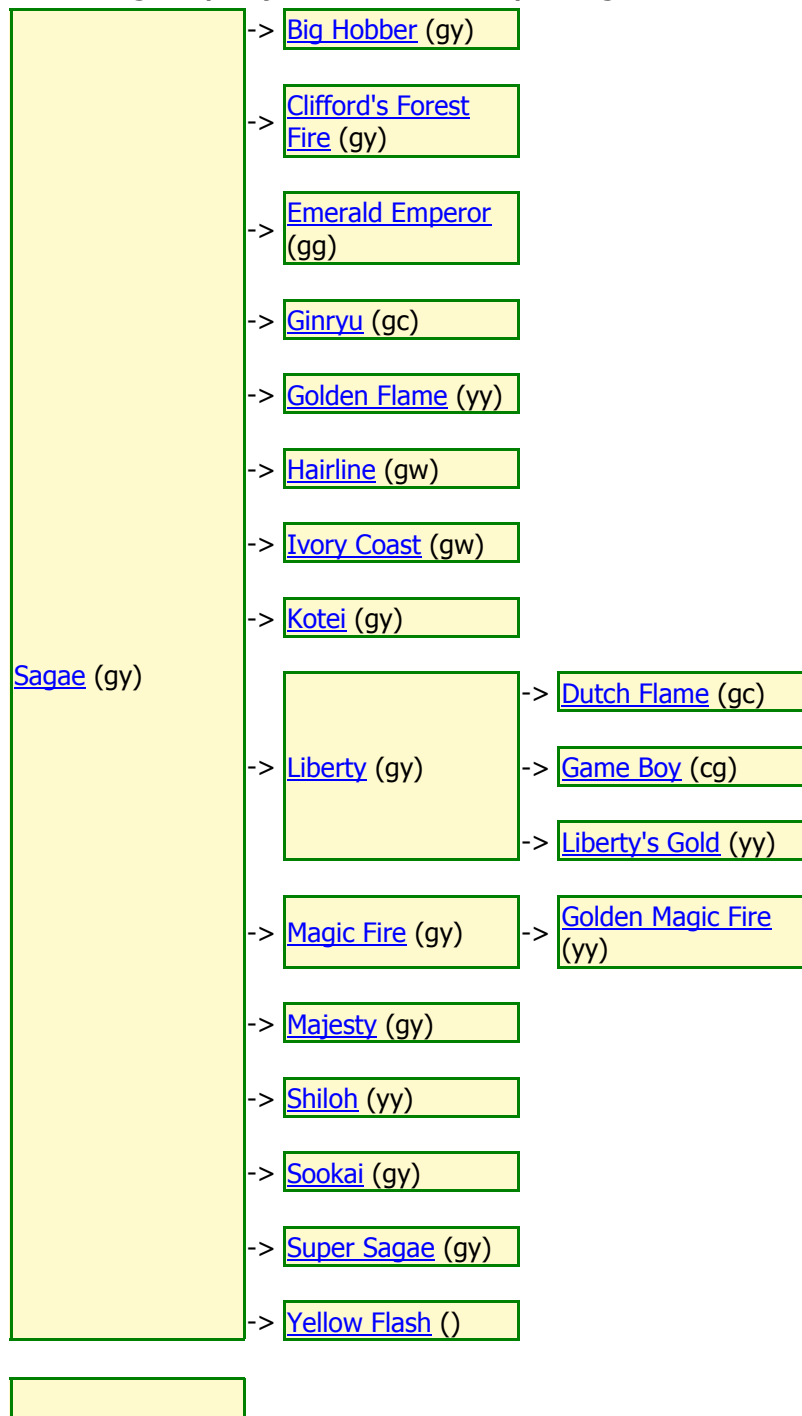 -> Big Hobber (gy)
-> Clifford's Forest
Fire (gy)
-> Emerald Emperor
(gg)
-> Ginryu (gc)
-> Golden Flame (yy)
-> Hairline (gw)
-> Ivory Coast (gw)
-> Kotei (gy)
Sagae (gy)
-> Liberty (gy)
-> Dutch Flame (gc)
-> Game Boy (cg)
-> Liberty's Gold (yy)
-> Magic Fire (gy)
-> Golden Magic Fire
(yy)
-> Majesty (gy)
-> Shiloh (yy)
-> Sookai (gy)
-> Super Sagae (gy)
-> Yellow Flash ()